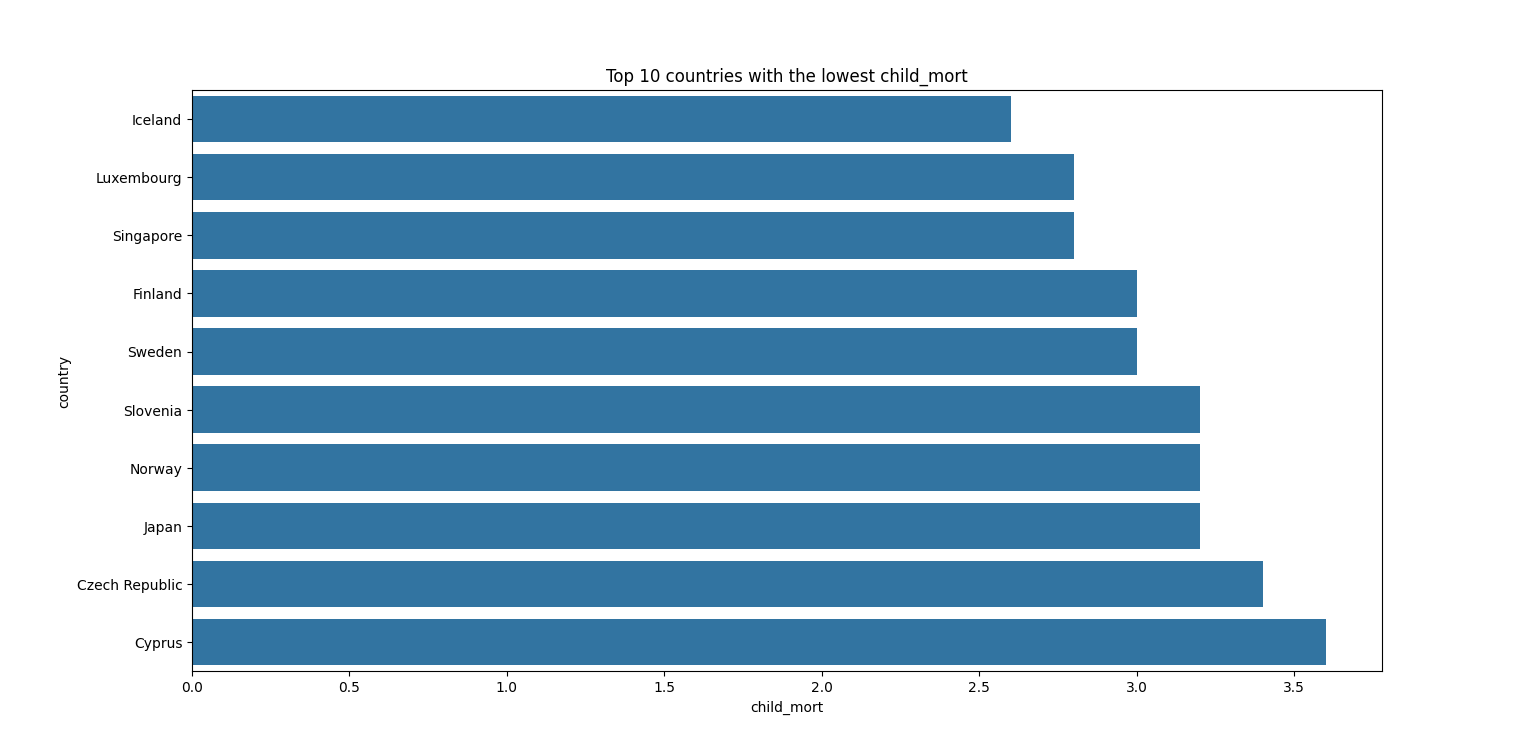 Top 10 countries with the lowest child_mort
Iceland
Luxembourg
Singapore
Finland
Sweden
Slovenia
Norway
Japan
Czech Republic
Cyprus
country
0.0 0.5 1.0 1.5 2.0 2.5 3.0 3.5
child_mort